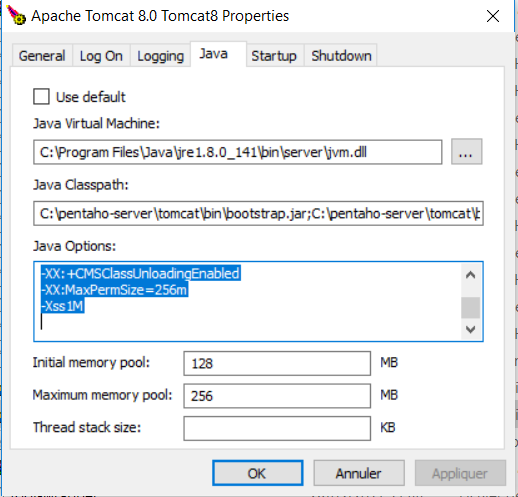 Apache Tomcat 8.0 Tomcat8 Properties
General Log On Logging Java Startup Shutdown
Use default
Java Virtual Machine:
C:\Program Files\Java\jre1.8.0_141\bin\server\jvm.dll ...
Java Classpath:
C:\pentaho-server\tomcat\bin\bootstrap.jar;C:\pentaho-server\tomcat\b
Java Options:
-XX:+CMSClassUnloadingEnabled
-XX:MaxPermSize=256m
-Xss1M
Initial memory pool: 128 MB
Maximum memory pool: 256 MB
Thread stack size: KB
OK Annuler Appliquer